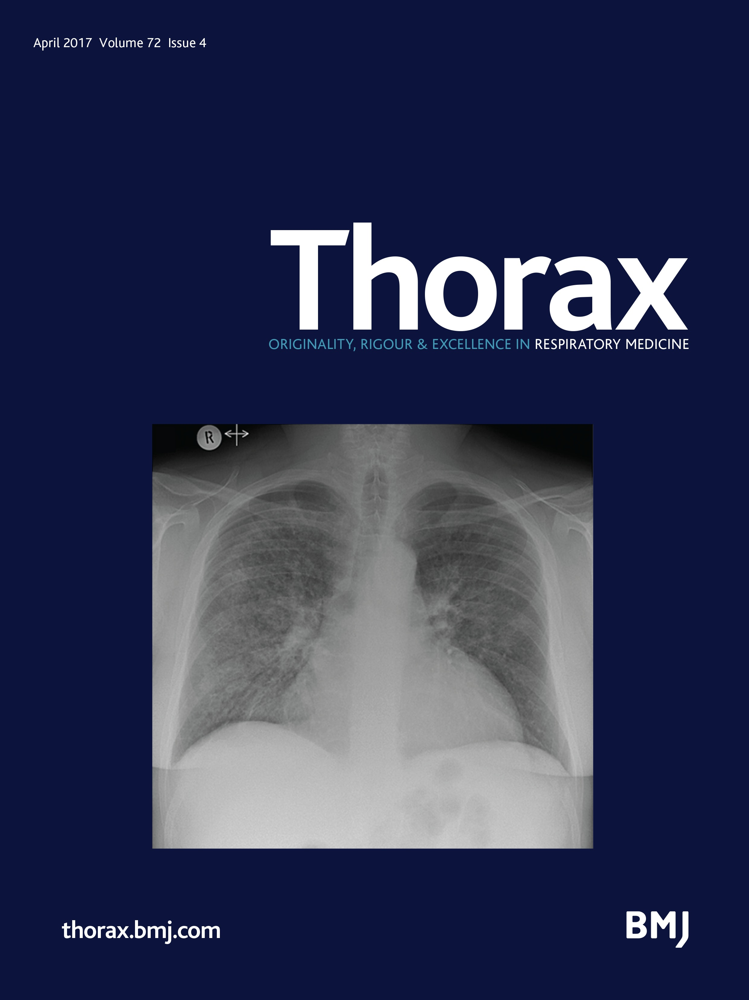 April 2017 Volume 72 Issue 4
Thorax
ORIGINALITY, RIGOUR & EXCELLENCE IN RESPIRATORY MEDICINE
R
thorax.bmj.com
BMJ